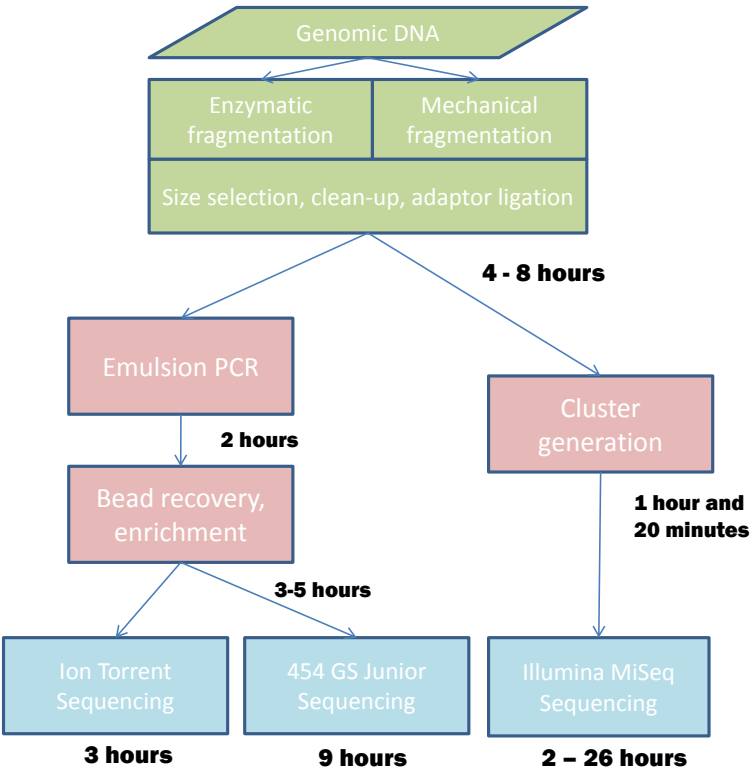 Genomic DNA
Enzymatic
fragmentation
Mechanical
fragmentation
Size selection, clean-up, adaptor ligation
4 - 8 hours
Emulsion PCR
Cluster
generation
2 hours
Bead recovery,
enrichment
1 hour and
20 minutes
3-5 hours
Ion Torrent
Sequencing
454 GS Junior
Sequencing
Illumina MiSeq
Sequencing
3 hours
9 hours
2 – 26 hours